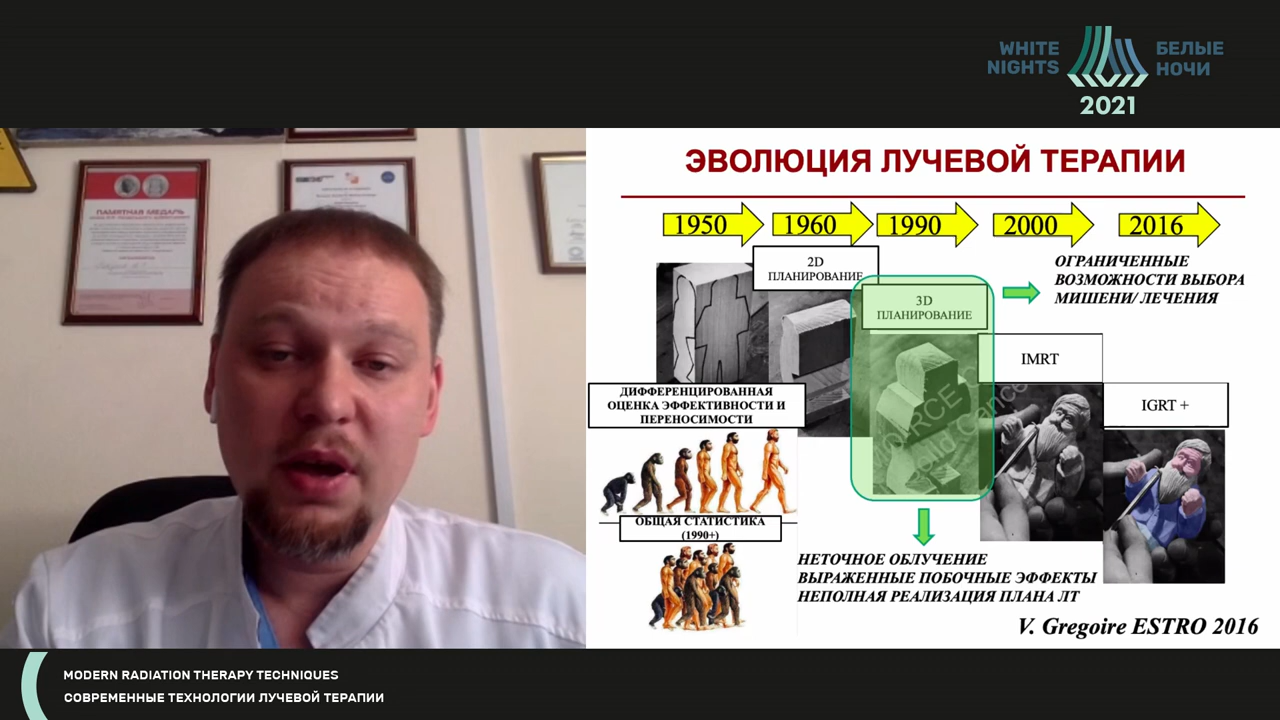 WHITE
NIGHTS
БЕЛЫЕ
НОЧИ
2021
ПАМЯТНАЯ МЕДАЛЬ
ЭВОЛЮЦИЯ ЛУЧЕВОЙ ТЕРАПИИ
1950
1960
1990
2000
2016
2D
ПЛАНИРОВАНИЕ
3D
ПЛАНИРОВАНИЕ
ОГРАНИЧЕННЫЕ
ВОЗМОЖНОСТИ ВЫБОРА
МИШЕНИ/ ЛЕЧЕНИЯ
IMRT
IGRT +
ДИФФЕРЕНЦИРОВАННАЯ
ОЦЕНКА ЭФФЕКТИВНОСТИ И
ПЕРЕНОСИМОСТИ
ОБЩАЯ СТАТИСТИКА
(1990+)
НЕТОЧНОЕ ОБЛУЧЕНИЕ
ВЫРАЖЕННЫЕ ПОБОЧНЫЕ ЭФФЕКТЫ
НЕПОЛНАЯ РЕАЛИЗАЦИЯ ПЛАНА ЛТ
V. Gregoire ESTRO 2016
MODERN RADIATION THERAPY TECHNIQUES
СОВРЕМЕННЫЕ ТЕХНОЛОГИИ ЛУЧЕВОЙ ТЕРАПИИ